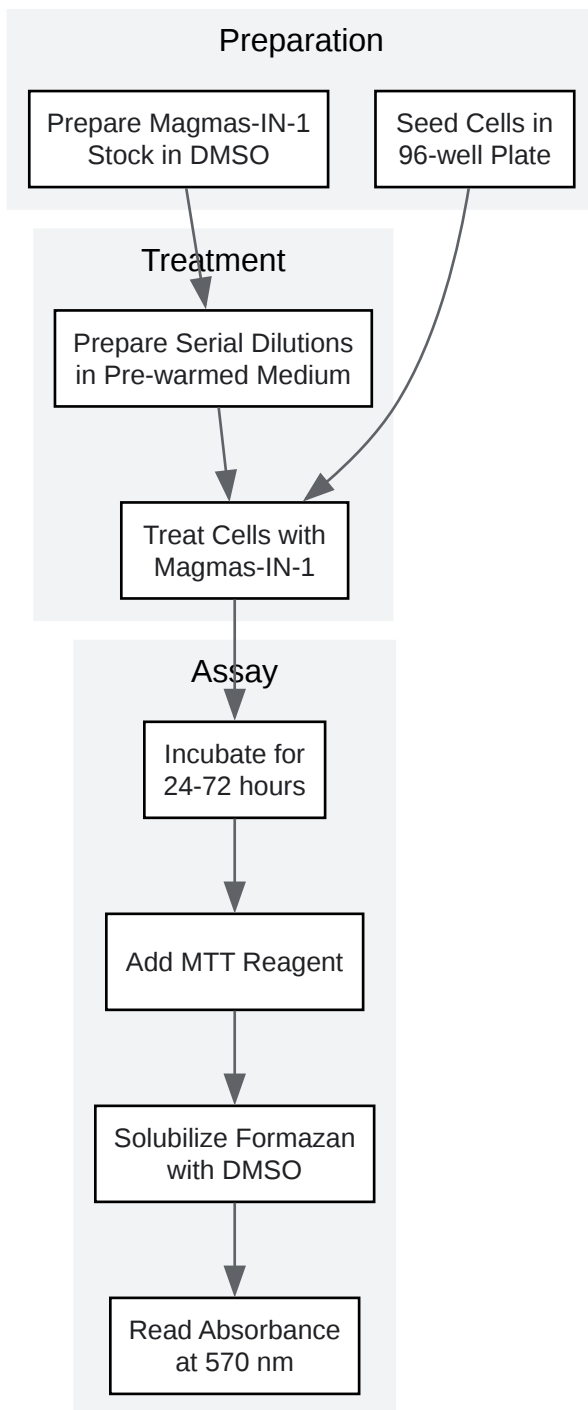 Preparation
Prepare Magmas-IN-1
Stock in DMSO
Seed Cells in
96-well Plate
Treatment
Prepare Serial Dilutions
in Pre-warmed Medium
Treat Cells with
Magmas-IN-1
Assay
Incubate for
24-72 hours
Add MTT Reagent
Solubilize Formazan
with DMSO
Read Absorbance
at 570 nm